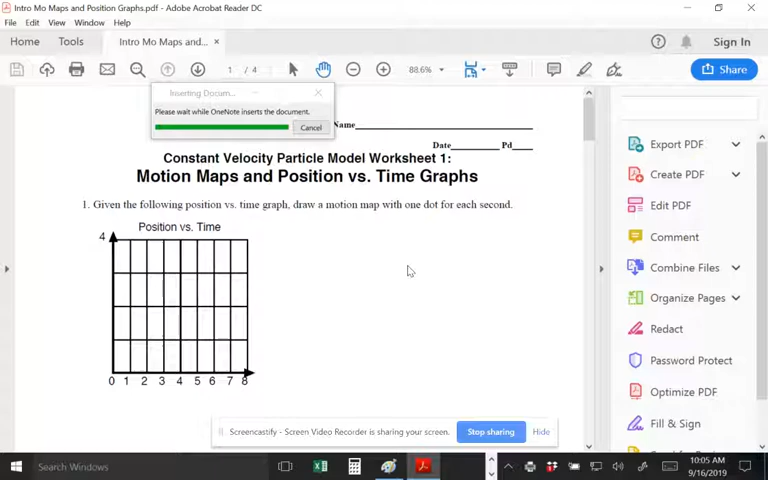 Intro Mo Maps and Position Graphs.pdf - Adobe Acrobat Reader DC
File Edit View Window Help
Home Tools Intro Mo Maps and... × Sign In
1 / 4 88.6% Share
Inserting Docum...
Please wait while OneNote inserts the document.
Cancel
Name
Date Pd
Constant Velocity Particle Model Worksheet 1:
Motion Maps and Position vs. Time Graphs
1. Given the following position vs. time graph, draw a motion map with one dot for each second.
Position vs. Time
4
0 1 2 3 4 5 6 7 8
Export PDF
Create PDF
Edit PDF
Comment
Combine Files
Organize Pages
Redact
Password Protect
Optimize PDF
Fill & Sign
Screencastify - Screen Video Recorder is sharing your screen. Stop sharing Hide
Search Windows
10:05 AM
9/16/2019